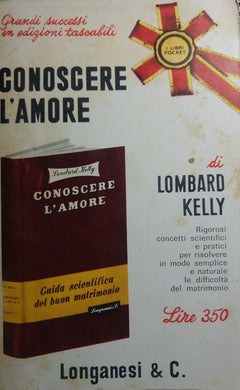 Grandi successi
in edizioni tascabili
I LIBRI
POCKET
CONOSCERE
L'AMORE
di
LOMBARD
KELLY
Rigorosi
concetti scientifici
e pratici
per risolvere
in modo semplice
e naturale
le difficoltà
del matrimonio
Lire 350
Lombard Kelly
CONOSCERE
L'AMORE
Guida scientifica
del buon matrimonio
Longanesi & C.
CONOSCERE
L'AMORE
Longanesi & C.